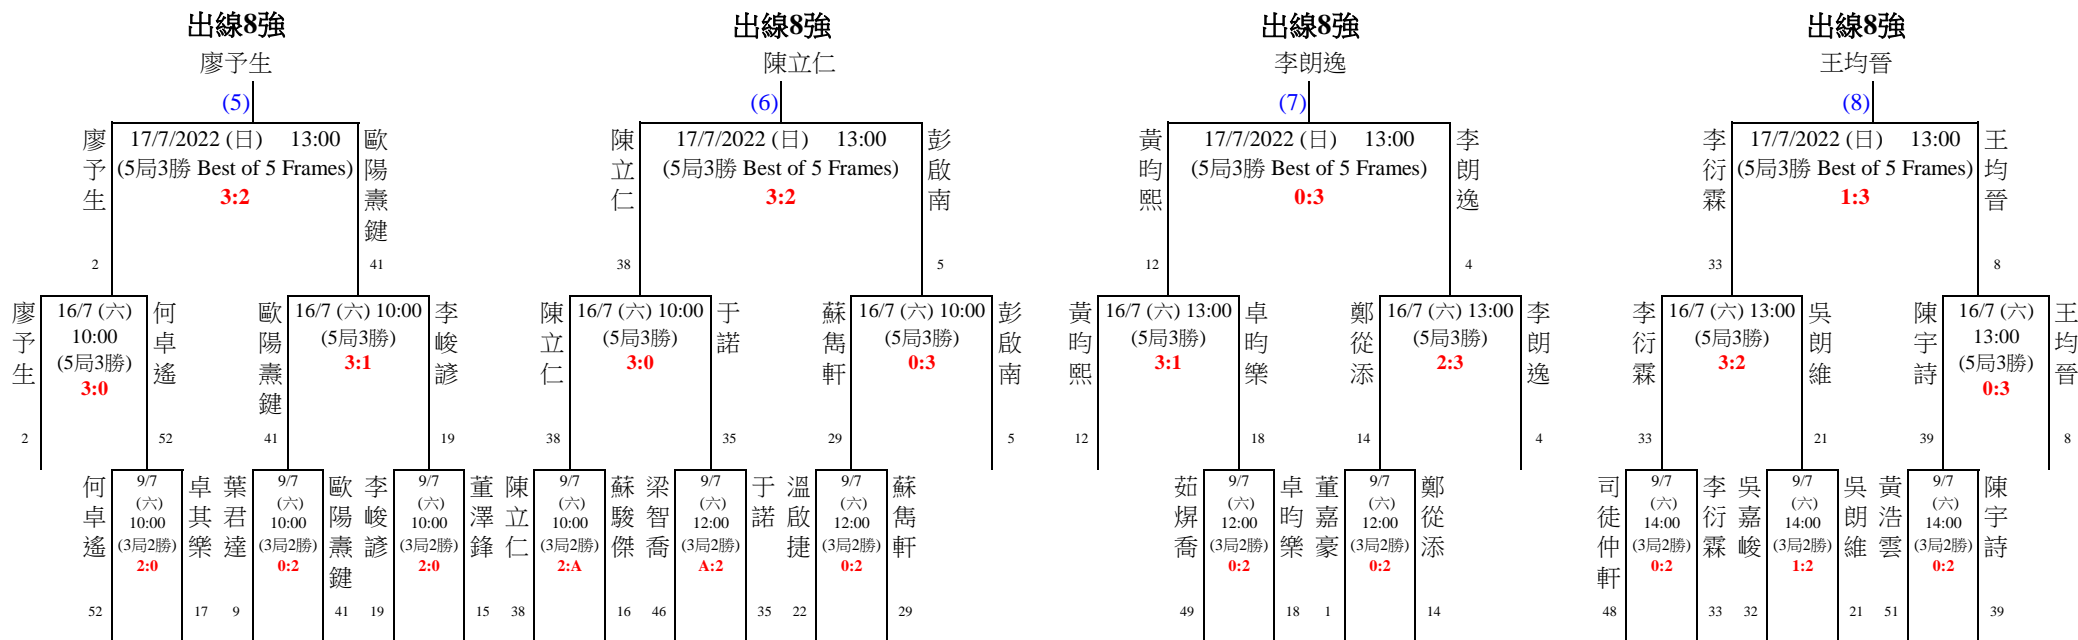 出線8強
廖予生
(5)
廖予生
17/7/2022 (日) 13:00
(5局3勝 Best of 5 Frames)
3:2
歐陽熹鍵
2
41
廖予生
16/7 (六)
10:00
(5局3勝)
3:0
何卓遙
歐陽熹鍵
16/7 (六) 10:00
(5局3勝)
3:1
李峻諺
2
52
41
19
何卓遙
9/7
(六)
10:00
(3局2勝)
2:0
卓其樂
葉君達
9/7
(六)
10:00
(3局2勝)
0:2
歐陽熹鍵
李峻諺
9/7
(六)
10:00
(3局2勝)
2:0
董澤鋒
52
17
9
41
19
15
出線8強
陳立仁
(6)
陳立仁
17/7/2022 (日) 13:00
(5局3勝 Best of 5 Frames)
3:2
彭啟南
38
5
陳立仁
16/7 (六) 10:00
(5局3勝)
3:0
于諾
蘇雋軒
16/7 (六) 10:00
(5局3勝)
0:3
彭啟南
38
35
29
5
陳立仁
9/7
(六)
10:00
(3局2勝)
2:A
蘇駿傑
梁智喬
9/7
(六)
12:00
(3局2勝)
A:2
于諾
溫啟捷
9/7
(六)
12:00
(3局2勝)
0:2
蘇雋軒
38
16
46
35
22
29
出線8強
李朗逸
(7)
黃昀熙
17/7/2022 (日) 13:00
(5局3勝 Best of 5 Frames)
0:3
李朗逸
12
4
黃昀熙
16/7 (六) 13:00
(5局3勝)
3:1
卓昀樂
鄭從添
16/7 (六) 13:00
(5局3勝)
2:3
李朗逸
12
18
14
4
茹焺喬
9/7
(六)
12:00
(3局2勝)
0:2
卓昀樂
董嘉豪
9/7
(六)
12:00
(3局2勝)
0:2
鄭從添
49
18
1
14
出線8強
王均晉
(8)
李衍霖
17/7/2022 (日) 13:00
(5局3勝 Best of 5 Frames)
1:3
王均晉
33
8
李衍霖
16/7 (六) 13:00
(5局3勝)
3:2
吳朗維
陳宇詩
16/7 (六)
13:00
(5局3勝)
0:3
王均晉
33
21
39
8
司徒仲軒
9/7
(六)
14:00
(3局2勝)
0:2
李衍霖
吳嘉峻
9/7
(六)
14:00
(3局2勝)
1:2
吳朗維
黃浩雲
9/7
(六)
14:00
(3局2勝)
0:2
陳宇詩
48
33
32
21
51
39